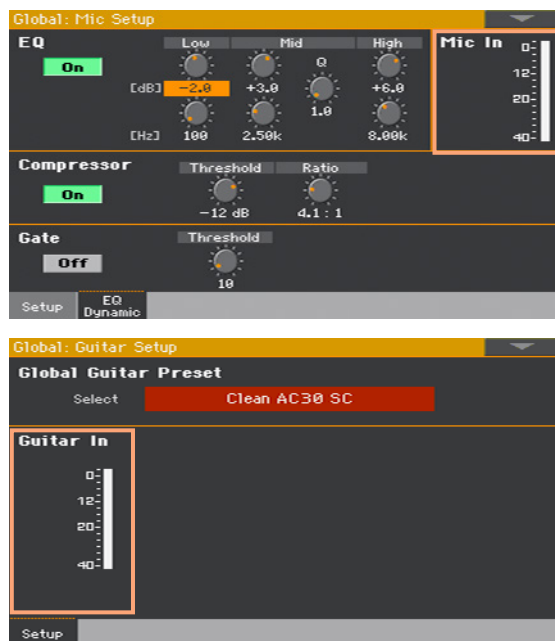 Global: Mic Setup
EQ Low Mid High Mic In
On Q
[dB] -2.0 +3.0 +6.0
1.0
[Hz] 100 2.50k 8.00k
0
12
20
40
Compressor Threshold Ratio
On
-12 dB 4.1 : 1
Gate Threshold
Off
10
Setup EQ
Dynamic
Global: Guitar Setup
Global Guitar Preset
Select Clean AC30 SC
Guitar In
0
12
20
40
Setup